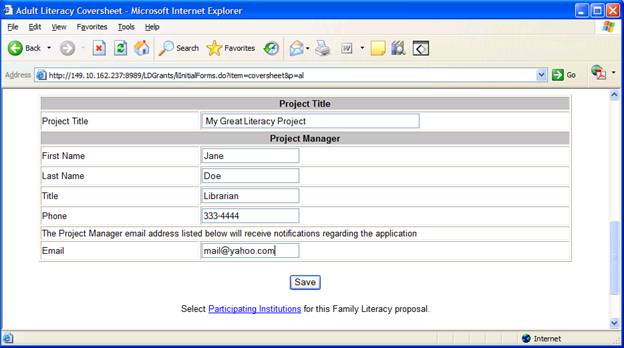 Adult Literacy Coversheet - Microsoft Internet Explorer
File Edit View Favorites Tools Help
Back Search Favorites
Address http://149.10.162.237:8989/LDGrants/IInitialForms.do?item=coversheet&p=al Go
Project Title
Project Title My Great Literacy Project
Project Manager
First Name Jane
Last Name Doe
Title Librarian
Phone 333-4444
The Project Manager email address listed below will receive notifications regarding the application
Email mail@yahoo.com
Save
Select Participating Institutions for this Family Literacy proposal.
Internet